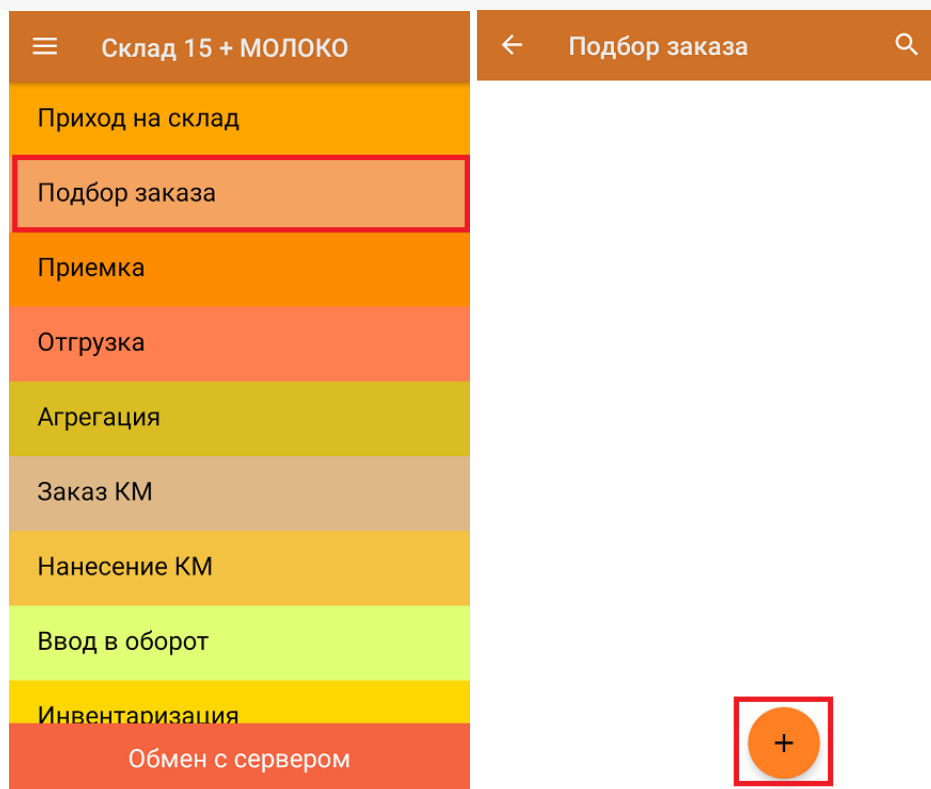 Склад 15 + МОЛОКО
Приход на склад
Подбор заказа
Приемка
Отгрузка
Агрегация
Заказ КМ
Нанесение КМ
Ввод в оборот
Инвентаризация
Обмен с сервером
Подбор заказа
+